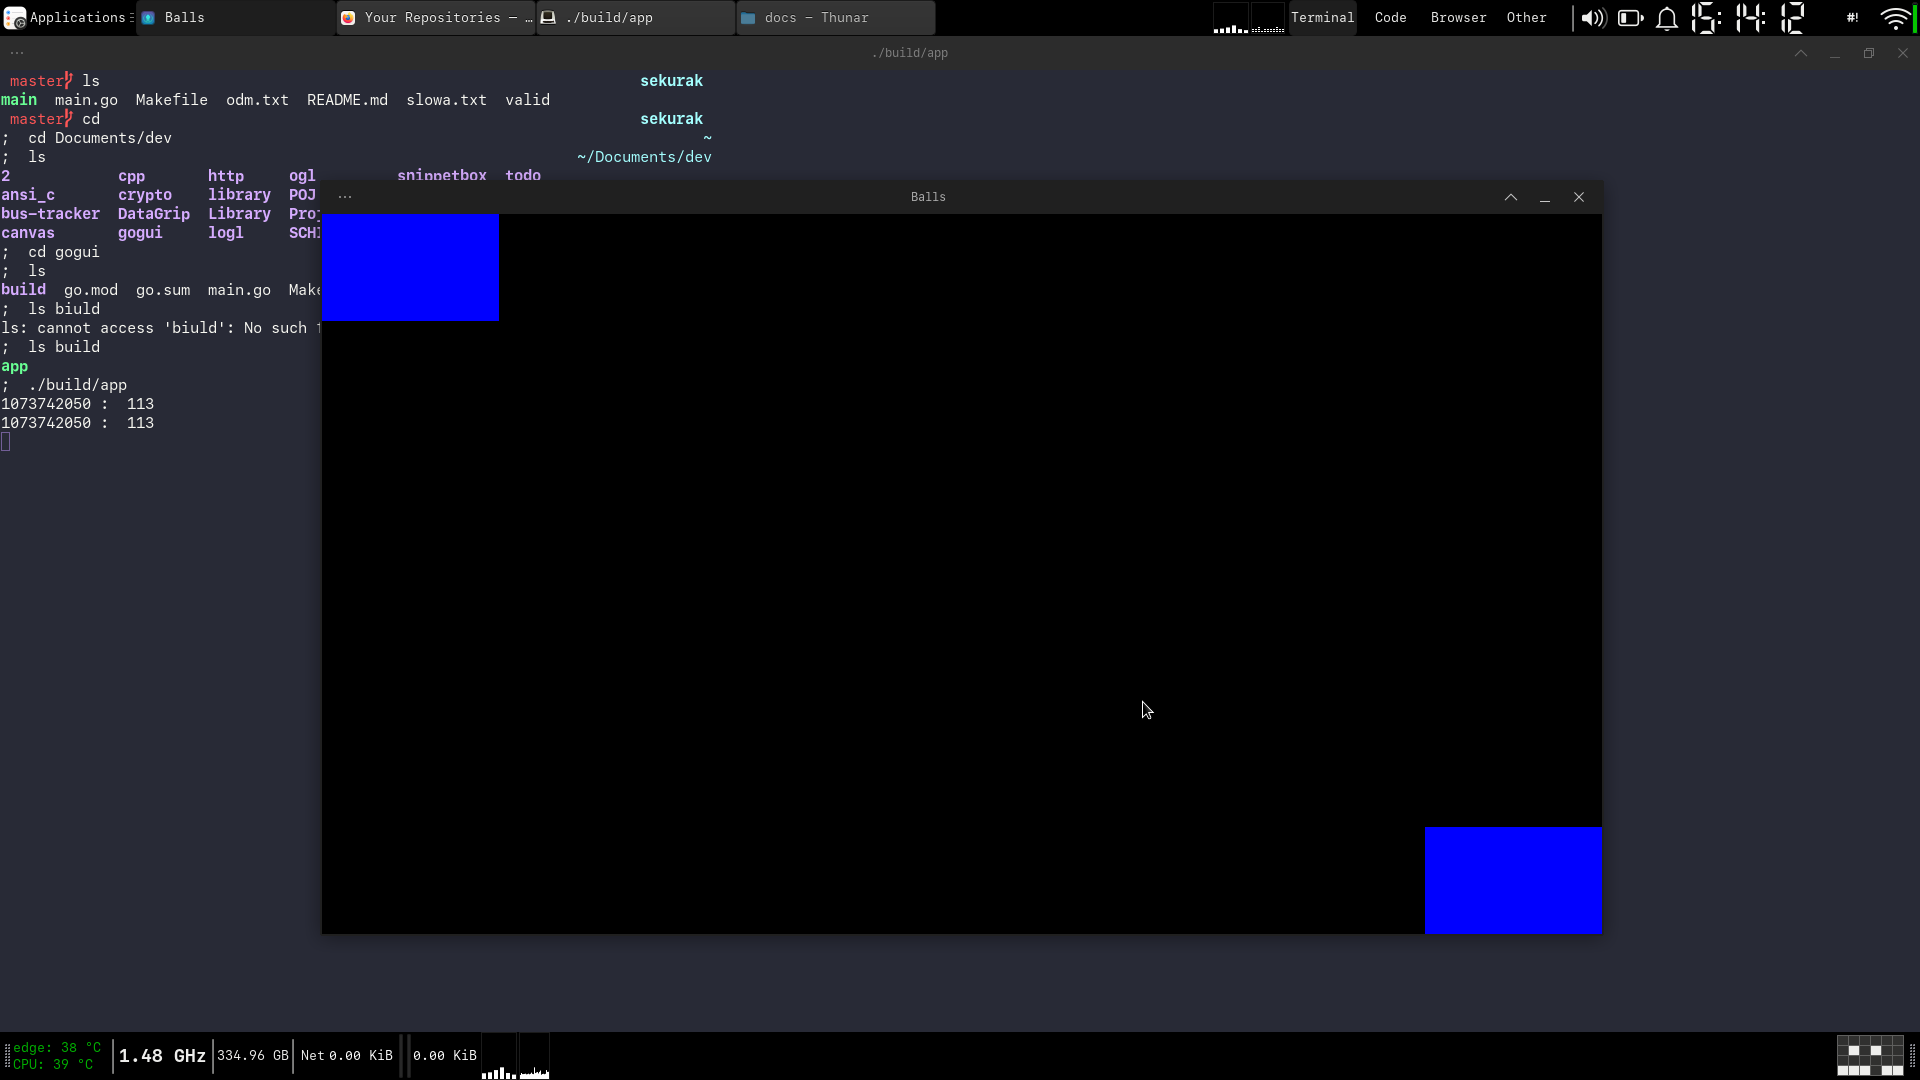 Applications
Balls
Your Repositories — …
./build/app
docs - Thunar
Terminal
Code
Browser
Other
15:14:12
#!
./build/app
master ls sekurak
main main.go Makefile odm.txt README.md slowa.txt valid
master cd sekurak
; cd Documents/dev ~
; ls ~/Documents/dev
2 cpp http ogl snippetbox todo
ansi_c crypto library POJ
bus-tracker DataGrip Library
canvas gogui logl
; cd gogui
; ls
build go.mod go.sum main.go
; ls biuld
ls: cannot access 'biuld': No such
; ls build
app
; ./build/app
1073742050 : 113
1073742050 : 113
Balls
edge: 38 °C
CPU: 39 °C
1.48 GHz
334.96 GB
Net 0.00 KiB
0.00 KiB